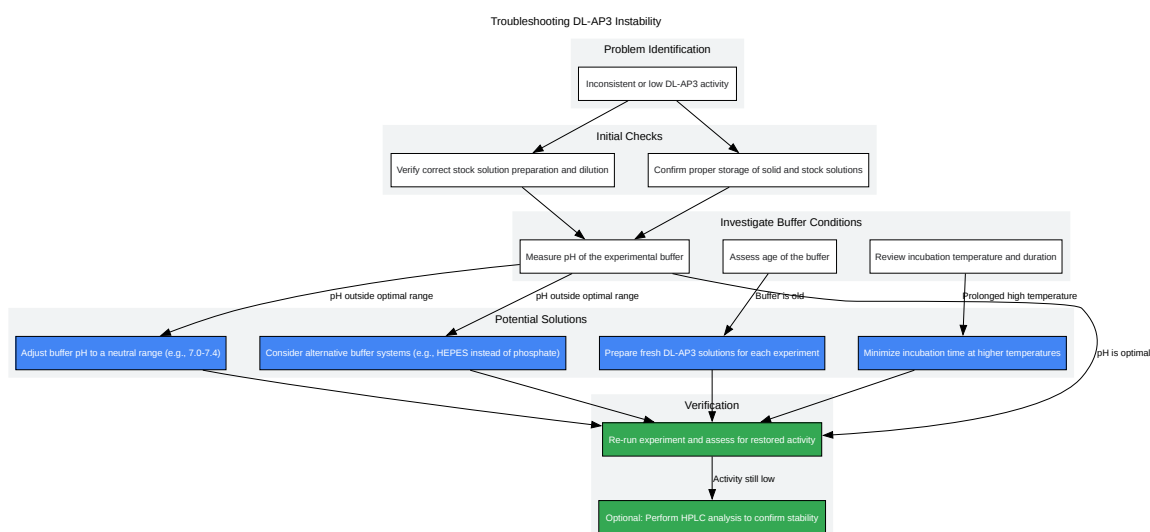 Troubleshooting DL-AP3 Instability
Problem Identification
Inconsistent or low DL-AP3 activity
Initial Checks
Verify correct stock solution preparation and dilution
Confirm proper storage of solid and stock solutions
Investigate Buffer Conditions
Measure pH of the experimental buffer
Assess age of the buffer
Review incubation temperature and duration
pH outside optimal range
pH outside optimal range
Buffer is old
Prolonged high temperature
Potential Solutions
Adjust buffer pH to a neutral range (e.g., 7.0-7.4)
Consider alternative buffer systems (e.g., HEPES instead of phosphate)
Prepare fresh DL-AP3 solutions for each experiment
Minimize incubation time at higher temperatures
pH is optimal
Verification
Re-run experiment and assess for restored activity
Activity still low
Optional: Perform HPLC analysis to confirm stability